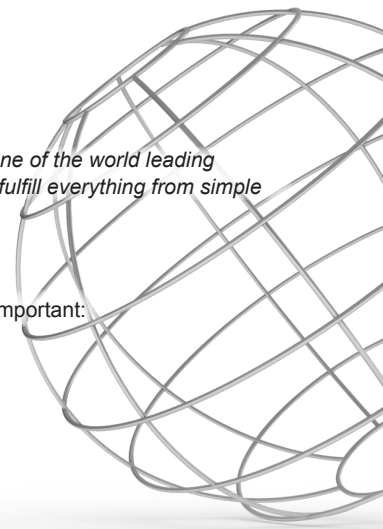 ne of the world leading
fulfill everything from simple
mportant: